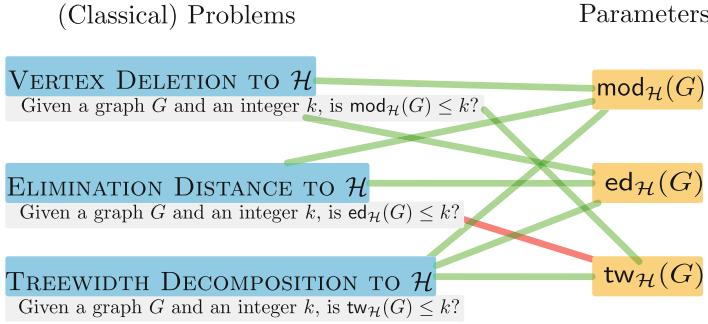 (Classical) Problems
Parameters
VERTEX DELETION TO ℋ
Given a graph G and an integer k, is mod_ℋ(G) ≤ k?
mod_ℋ(G)
ELIMINATION DISTANCE TO ℋ
Given a graph G and an integer k, is ed_ℋ(G) ≤ k?
ed_ℋ(G)
TREEWIDTH DECOMPOSITION TO ℋ
Given a graph G and an integer k, is tw_ℋ(G) ≤ k?
tw_ℋ(G)